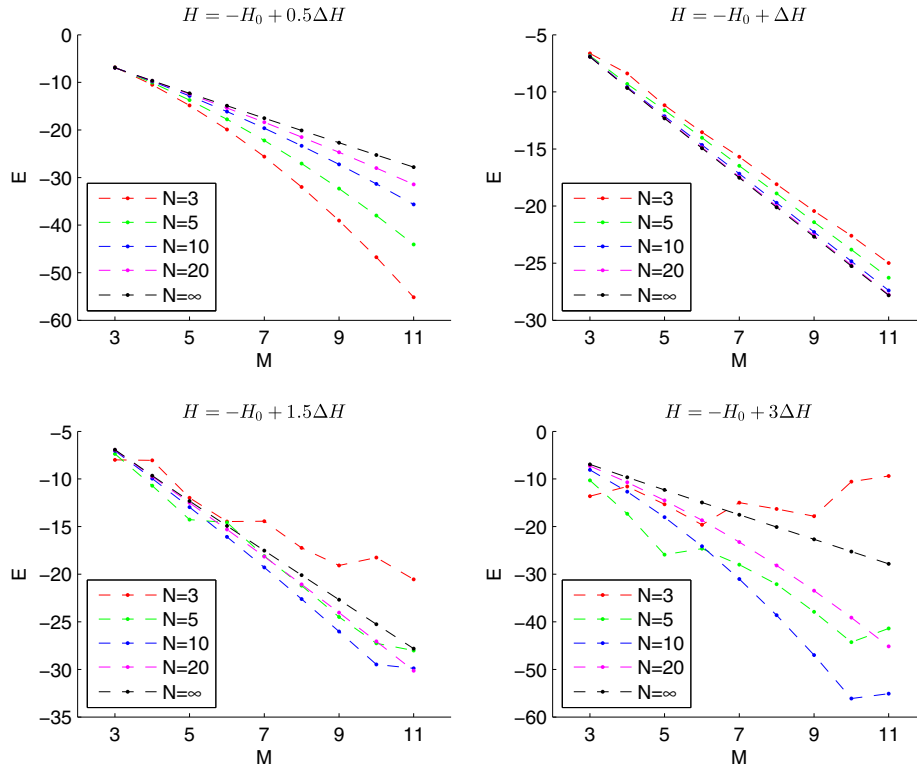 H = −H₀ + 0.5ΔH
0
−10
−20
−30
−40
−50
−60
E
3 5 7 9 11
M
N=3
N=5
N=10
N=20
N=∞
H = −H₀ + ΔH
−5
−10
−15
−20
−25
−30
E
3 5 7 9 11
M
N=3
N=5
N=10
N=20
N=∞
H = −H₀ + 1.5ΔH
−5
−10
−15
−20
−25
−30
−35
E
3 5 7 9 11
M
N=3
N=5
N=10
N=20
N=∞
H = −H₀ + 3ΔH
0
−10
−20
−30
−40
−50
−60
E
3 5 7 9 11
M
N=3
N=5
N=10
N=20
N=∞